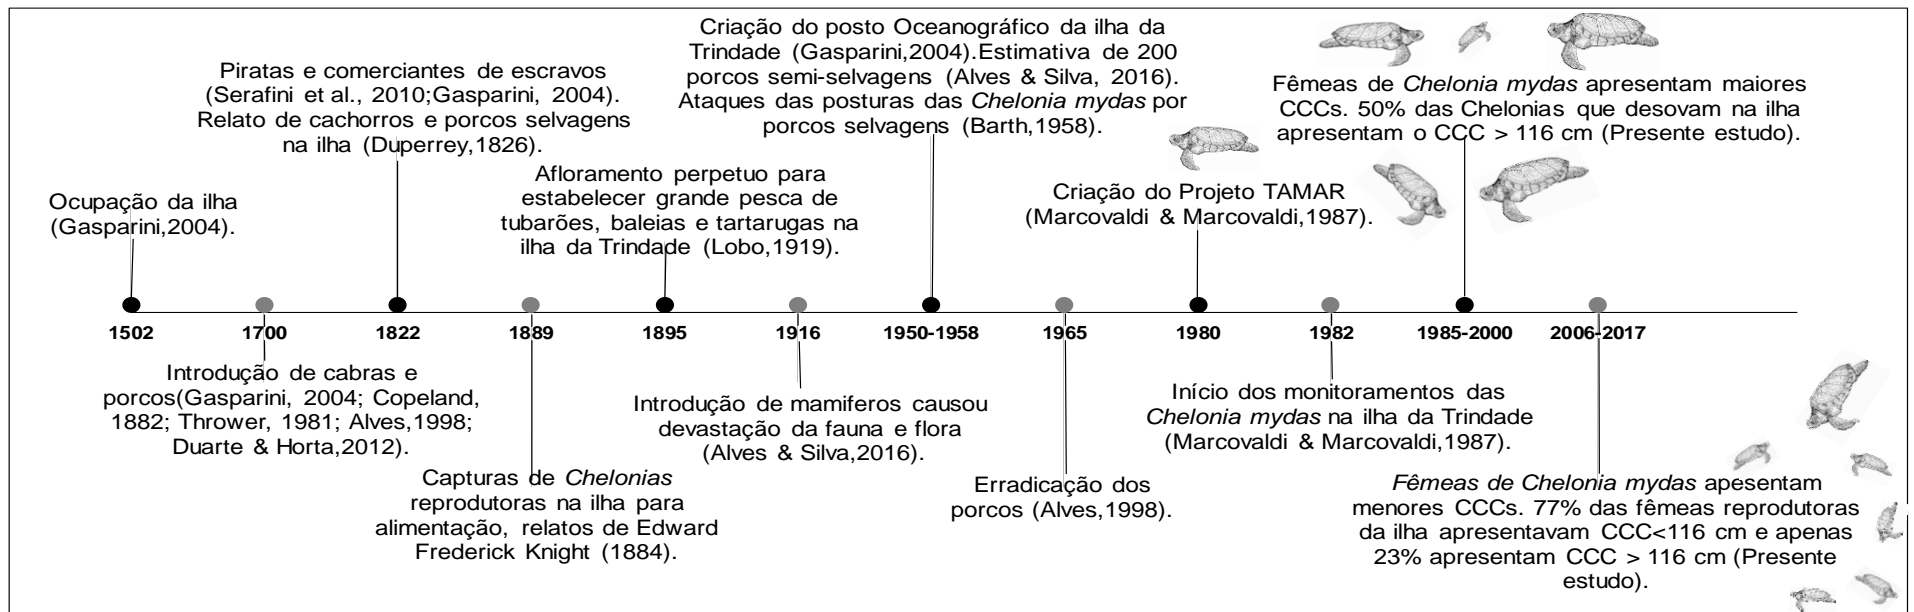 Ocupação da ilha
(Gasparini,2004).
Piratas e comerciantes de escravos
(Serafini et al., 2010;Gasparini, 2004).
Relato de cachorros e porcos selvagens
na ilha (Duperrey,1826).
Afloramento perpetuo para
estabelecer grande pesca de
tubarões, baleias e tartarugas na
ilha da Trindade (Lobo,1919).
Criação do posto Oceanográfico da ilha da
Trindade (Gasparini,2004).Estimativa de 200
porcos semi-selvagens (Alves & Silva, 2016).
Ataques das posturas das Chelonia mydas por
porcos selvagens (Barth,1958).
Criação do Projeto TAMAR
(Marcovaldi & Marcovaldi,1987).
Fêmeas de Chelonia mydas apresentam maiores
CCCs. 50% das Chelonias que desovam na ilha
apresentam o CCC > 116 cm (Presente estudo).
1502 1700 1822 1889 1895 1916 1950-1958 1965 1980 1982 1985-2000 2006-2017
Introdução de cabras e
porcos(Gasparini, 2004; Copeland,
1882; Thrower, 1981; Alves,1998;
Duarte & Horta,2012).
Capturas de Chelonias
reprodutoras na ilha para
alimentação, relatos de Edward
Frederick Knight (1884).
Introdução de mamiferos causou
devastação da fauna e flora
(Alves & Silva,2016).
Erradicação dos
porcos (Alves,1998).
Início dos monitoramentos das
Chelonia mydas na ilha da Trindade
(Marcovaldi & Marcovaldi,1987).
Fêmeas de Chelonia mydas apesentam
menores CCCs. 77% das fêmeas reprodutoras
da ilha apresentavam CCC<116 cm e apenas
23% apresentam CCC > 116 cm (Presente
estudo).